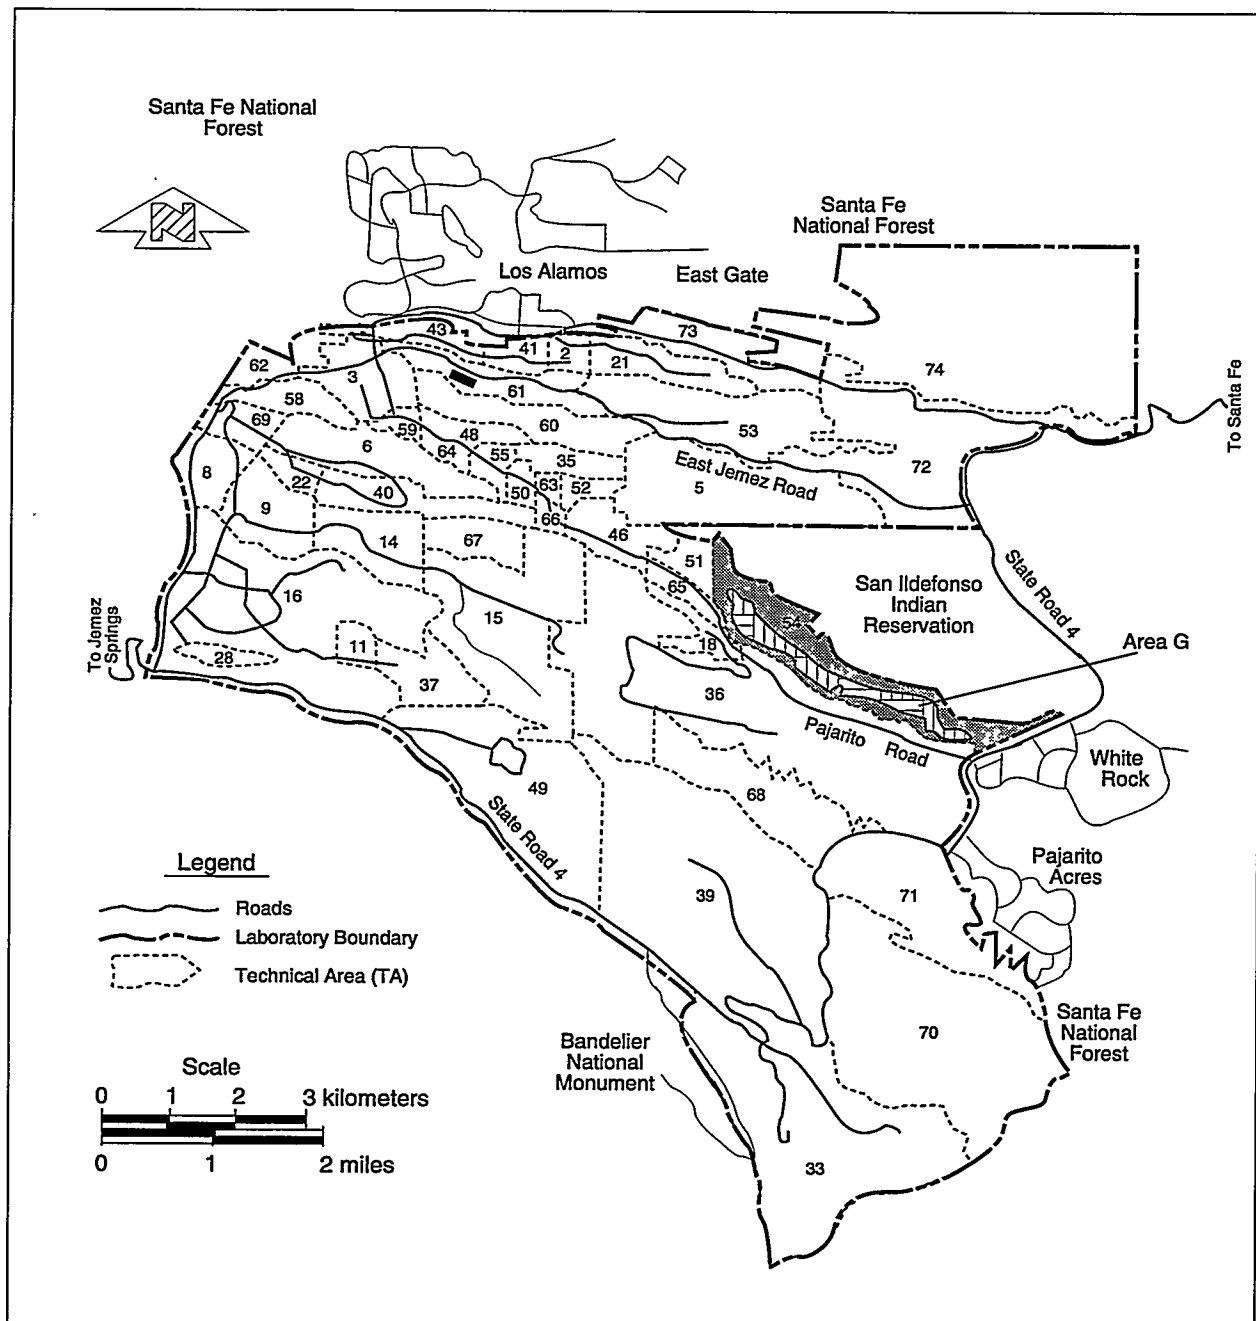 Santa Fe National
Forest
N
Santa Fe
National Forest
Los Alamos
East Gate
43
73
41
2
21
74
62
3
61
58
To Santa Fe
69
59
48
60
53
6
64
55
35
72
8
22
40
50
63
52
East Jemez Road
5
9
66
46
14
67
51
State Road 4
San Ildefonso
Indian
Reservation
65
16
54
15
18
Area G
To Jemez
Springs
28
11
37
36
Pajarito Road
White
Rock
49
68
State Road 4
Legend
Pajarito
Acres
39
71
Roads
Laboratory Boundary
Technical Area (TA)
Santa Fe
National
Forest
70
Bandelier
National
Monument
Scale
0 1 2 3 kilometers
0 1 2 miles
33